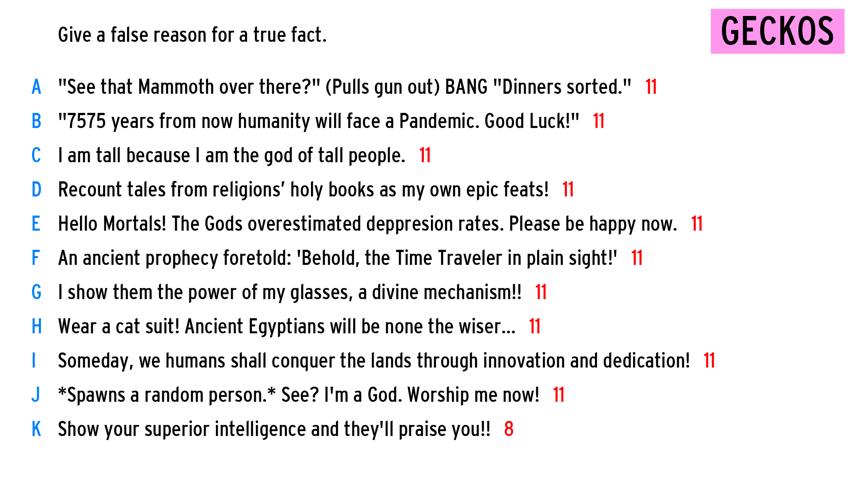 Give a false reason for a true fact.
GECKOS
A "See that Mammoth over there?" (Pulls gun out) BANG "Dinners sorted." 11
B "7575 years from now humanity will face a Pandemic. Good Luck!" 11
C I am tall because I am the god of tall people. 11
D Recount tales from religions' holy books as my own epic feats! 11
E Hello Mortals! The Gods overestimated deppresion rates. Please be happy now. 11
F An ancient prophecy foretold: 'Behold, the Time Traveler in plain sight!' 11
G I show them the power of my glasses, a divine mechanism!! 11
H Wear a cat suit! Ancient Egyptians will be none the wiser... 11
I Someday, we humans shall conquer the lands through innovation and dedication! 11
J *Spawns a random person.* See? I'm a God. Worship me now! 11
K Show your superior intelligence and they'll praise you!! 8